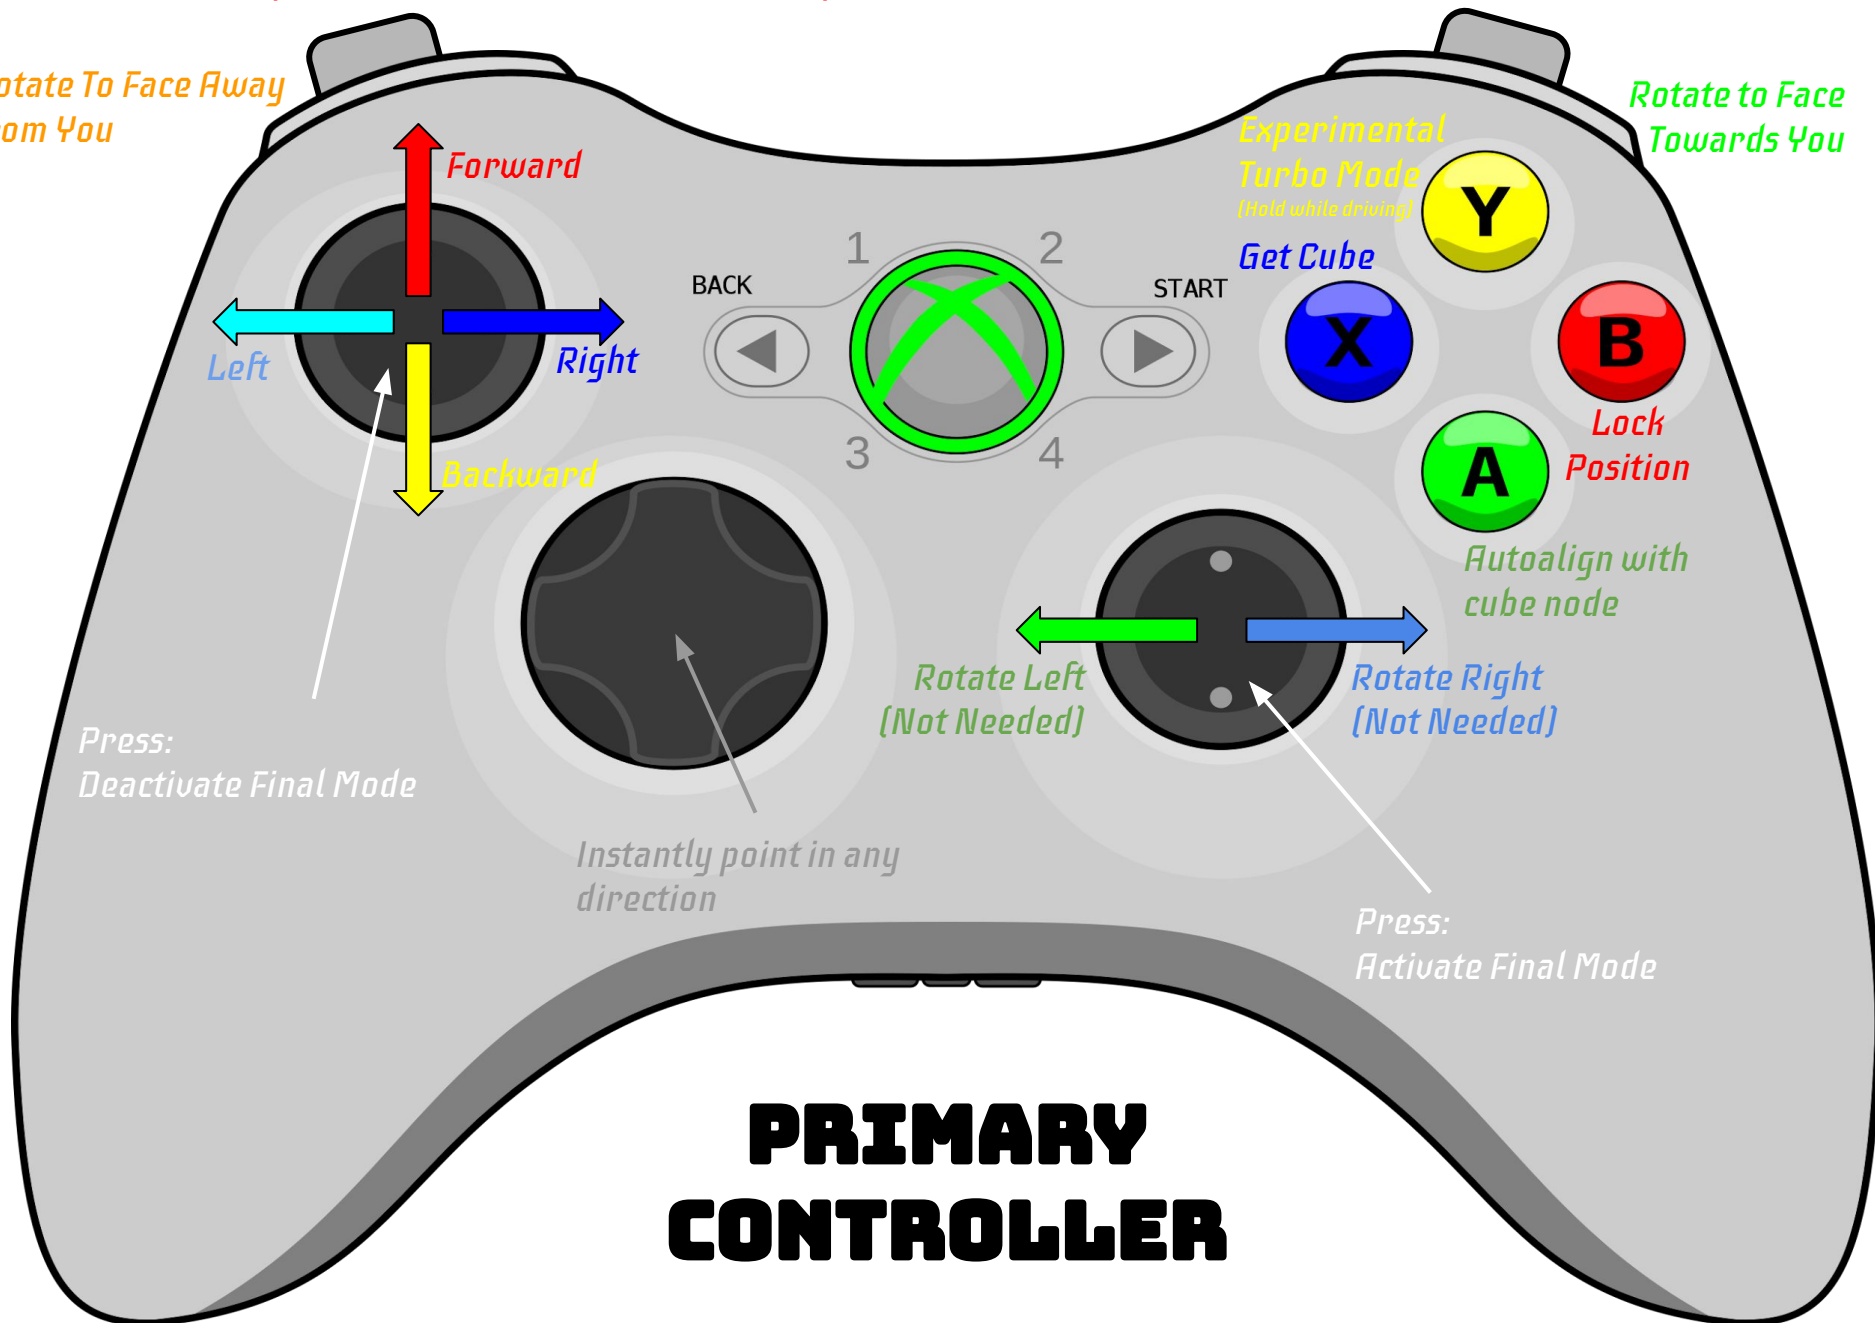 To Face Away
You
Rotate to Face
Towards You
Forward
Left
Right
Backward
Experimental
Turbo Mode
(Hold while driving)
Get Cube
1
2
3
4
BACK
START
Y
X
B
A
Lock
Position
Autoalign with
cube node
Rotate Left
(Not Needed)
Rotate Right
(Not Needed)
Press:
Deactivate Final Mode
Instantly point in any
direction
Press:
Activate Final Mode
PRIMARY
CONTROLLER